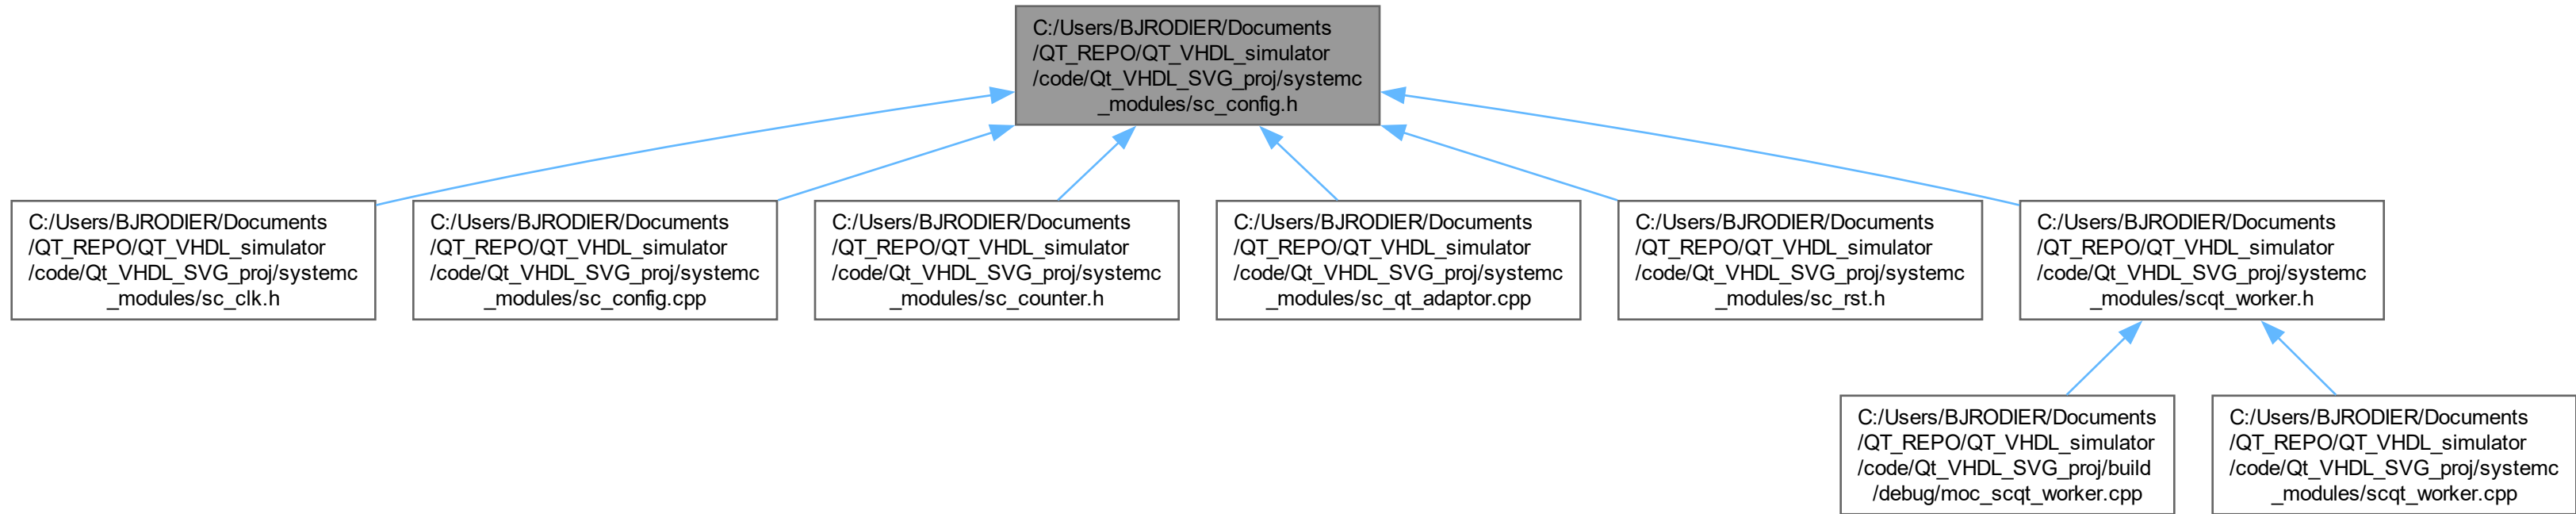 C:/Users/BJRODIER/Documents
/QT_REPO/QT_VHDL_simulator
/code/Qt_VHDL_SVG_proj/systemc
_modules/sc_config.h
C:/Users/BJRODIER/Documents
/QT_REPO/QT_VHDL_simulator
/code/Qt_VHDL_SVG_proj/systemc
_modules/sc_clk.h
C:/Users/BJRODIER/Documents
/QT_REPO/QT_VHDL_simulator
/code/Qt_VHDL_SVG_proj/systemc
_modules/sc_config.cpp
C:/Users/BJRODIER/Documents
/QT_REPO/QT_VHDL_simulator
/code/Qt_VHDL_SVG_proj/systemc
_modules/sc_counter.h
C:/Users/BJRODIER/Documents
/QT_REPO/QT_VHDL_simulator
/code/Qt_VHDL_SVG_proj/systemc
_modules/sc_qt_adaptor.cpp
C:/Users/BJRODIER/Documents
/QT_REPO/QT_VHDL_simulator
/code/Qt_VHDL_SVG_proj/systemc
_modules/sc_rst.h
C:/Users/BJRODIER/Documents
/QT_REPO/QT_VHDL_simulator
/code/Qt_VHDL_SVG_proj/systemc
_modules/scqt_worker.h
C:/Users/BJRODIER/Documents
/QT_REPO/QT_VHDL_simulator
/code/Qt_VHDL_SVG_proj/build
/debug/moc_scqt_worker.cpp
C:/Users/BJRODIER/Documents
/QT_REPO/QT_VHDL_simulator
/code/Qt_VHDL_SVG_proj/systemc
_modules/scqt_worker.cpp